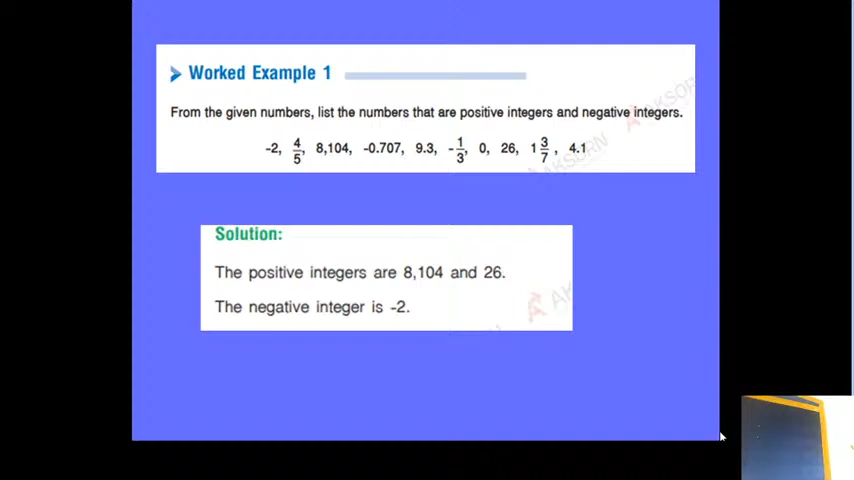 Worked Example 1
From the given numbers, list the numbers that are positive integers and negative integers.
-2, 4/5, 8,104, -0.707, 9.3, -1/3, 0, 26, 1 3/7, 4.1
AKSORN
AKSORN
Solution:
The positive integers are 8,104 and 26.
The negative integer is -2.